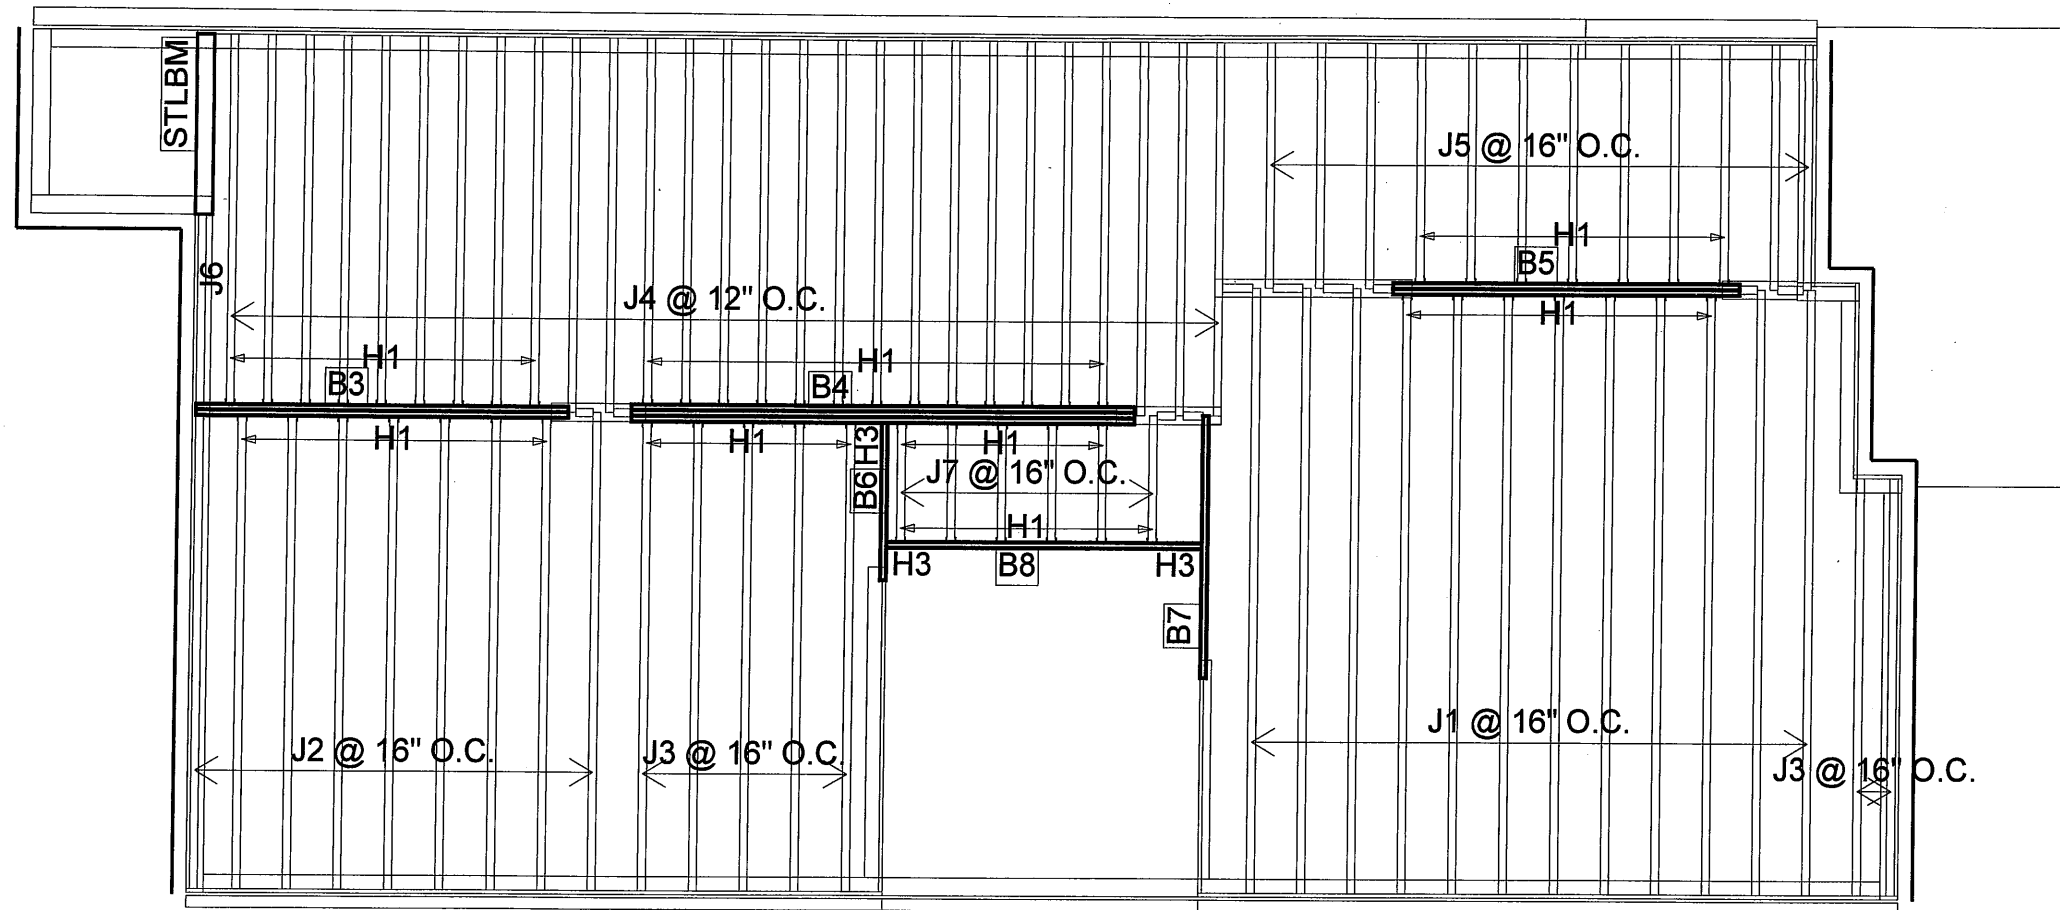 STLBM
J5 @ 16" O.C.
H1
B5
J6
J4 @ 12" O.C.
H1
H1
H1
H1
B3
B4
H1
H1
H3
H1
B6
J7 @ 16" O.C.
H1
H3
B8
H3
B7
J2 @ 16" O.C.
J3 @ 16" O.C.
J1 @ 16" O.C.
J3 @ 16" O.C.